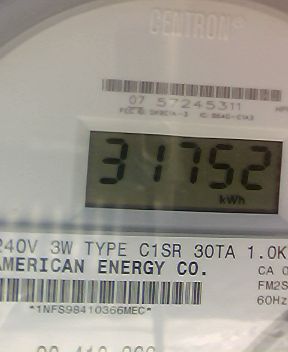 CENTRON®
07 57245311
31752
kWh
240V 3W TYPE C1SR 30TA 1.0K
AMERICAN ENERGY CO.
CA
FM2S
60Hz
*1NFS98410366MEC*